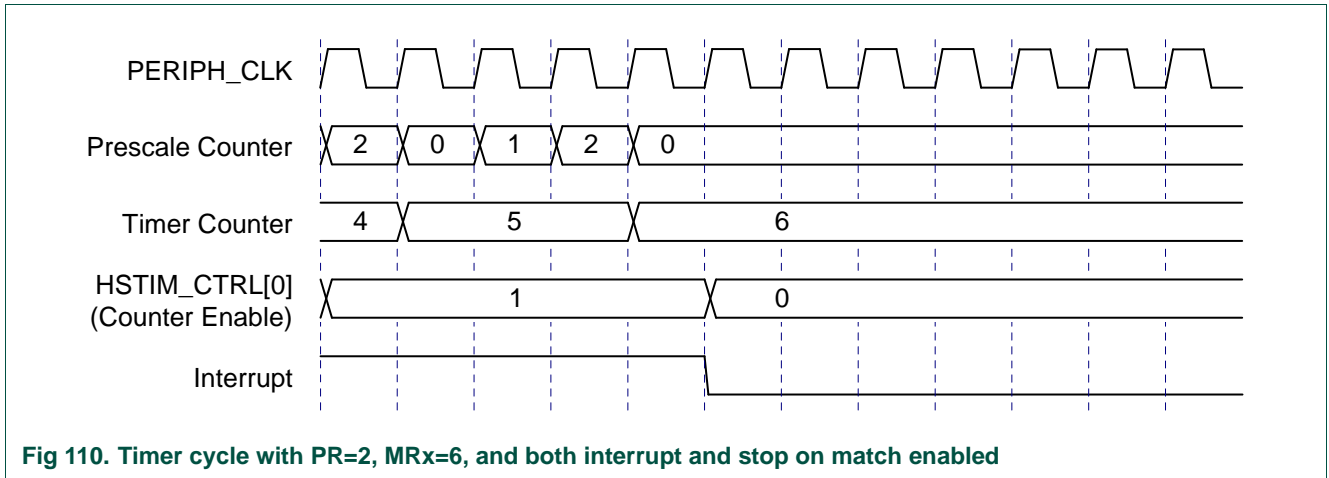 PERIPH_CLK
Prescale Counter 2 0 1 2 0
Timer Counter 4 5 6
HSTIM_CTRL[0]
(Counter Enable) 1 0
Interrupt
Fig 110. Timer cycle with PR=2, MRx=6, and both interrupt and stop on match enabled